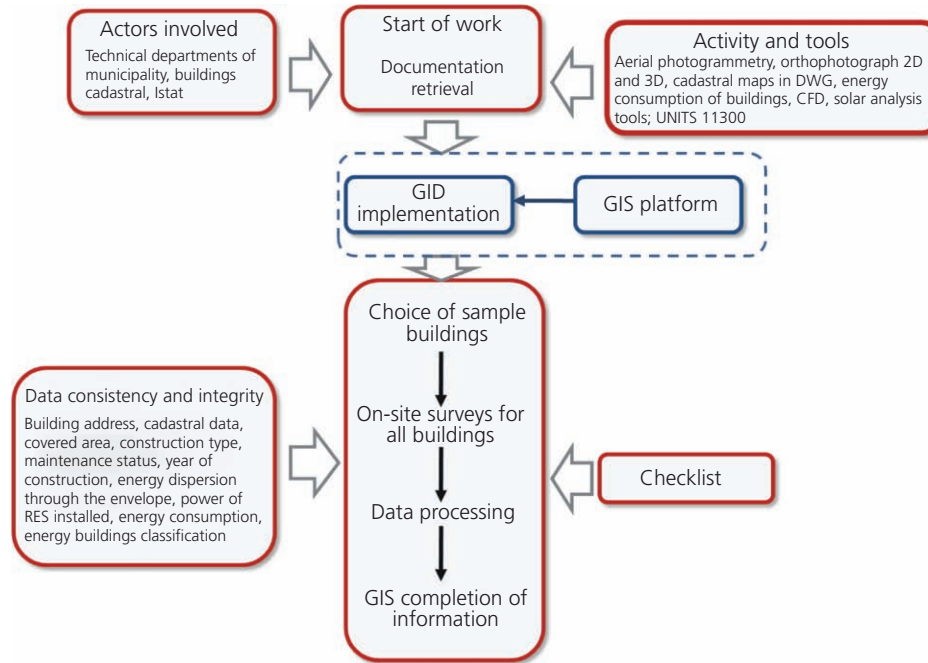 Actors involved
Technical departments of
municipality, buildings
cadastral, Istat
Start of work
Documentation
retrieval
Activity and tools
Aerial photogrammetry, orthophotograph 2D
and 3D, cadastral maps in DWG, energy
consumption of buildings, CFD, solar analysis
tools; UNITS 11300
GID
implementation
GIS platform
Choice of sample
buildings
On-site surveys for
all buildings
Data processing
GIS completion of
information
Data consistency and integrity
Building address, cadastral data,
covered area, construction type,
maintenance status, year of
construction, energy dispersion
through the envelope, power of
RES installed, energy consumption,
energy buildings classification
Checklist